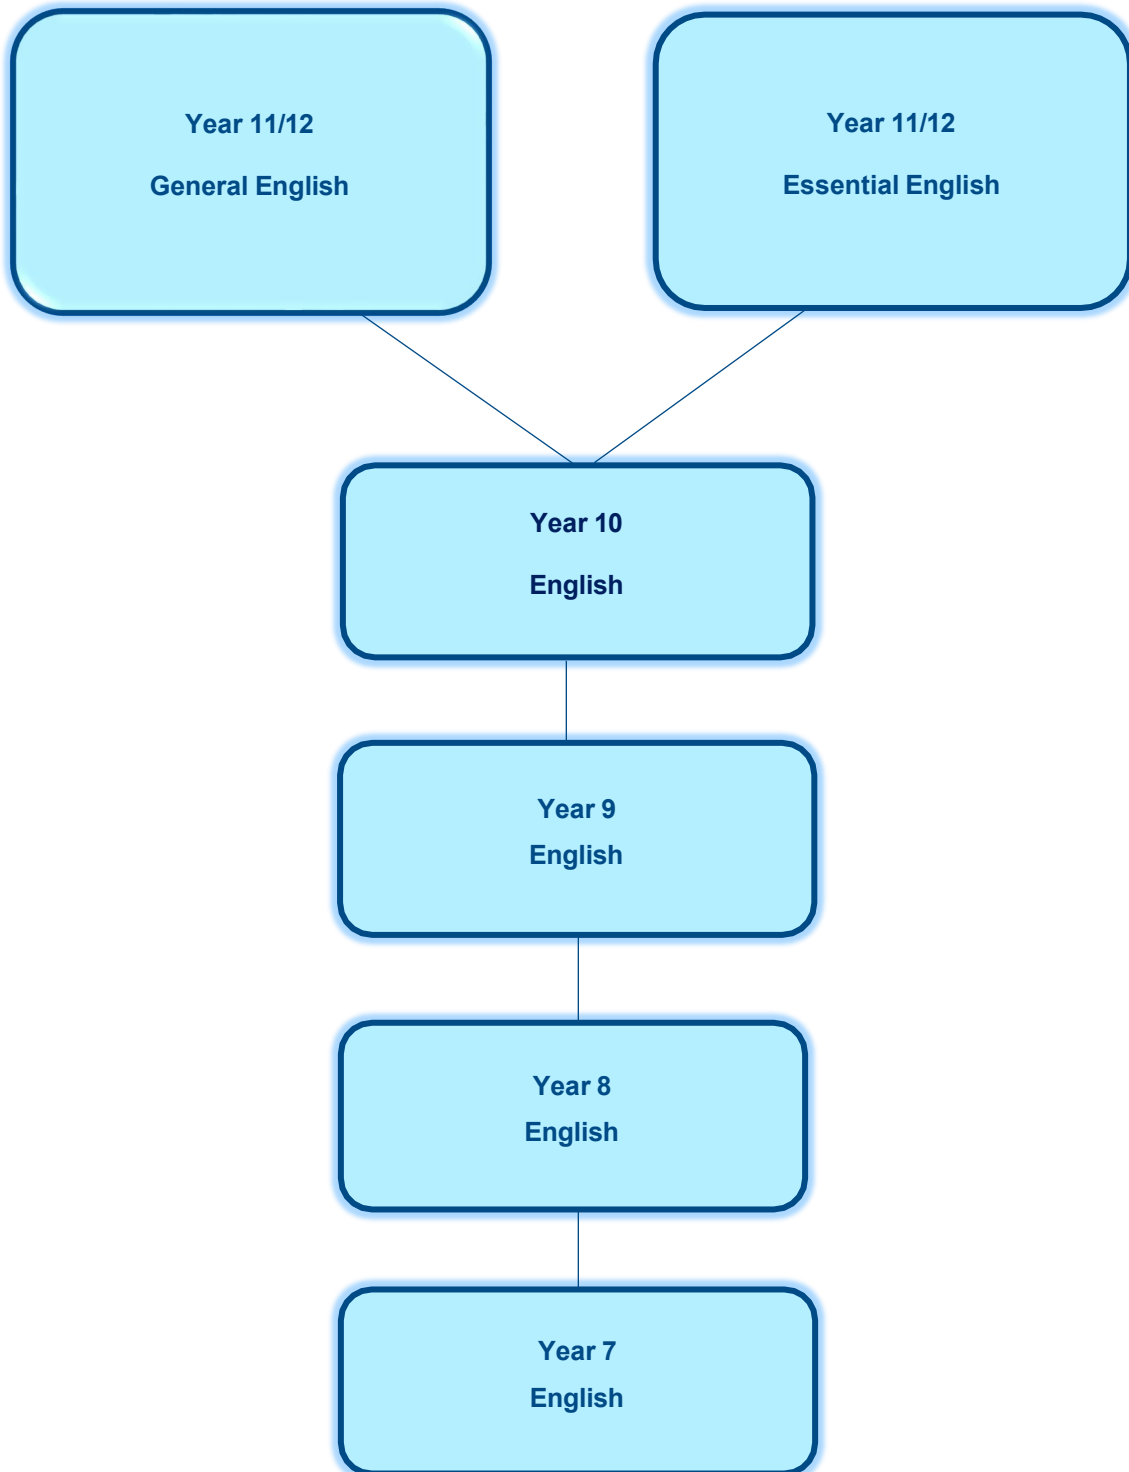 Year 11/12
General English
Year 11/12
Essential English
Year 10
English
Year 9
English
Year 8
English
Year 7
English